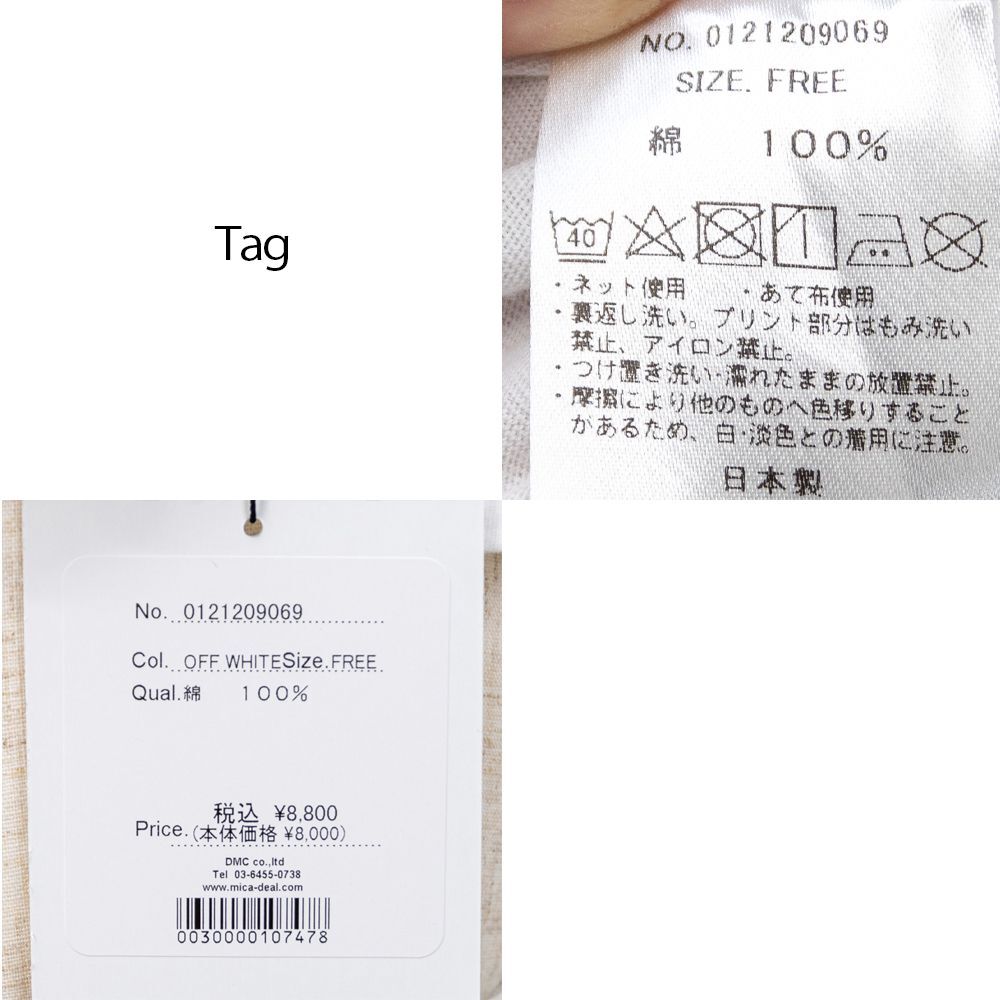 Tag
NO. 0121209069
SIZE. FREE
綿 100%
40
・ネット使用 ・あて布使用
・裏返し洗い。プリント部分はもみ洗い
禁止、アイロン禁止。
・つけ置き洗い・濡れたままの放置禁止。
・摩擦により他のものへ色移りすること
があるため、白・淡色との着用に注意。
日本製
No. 0121209069
Col. OFF WHITE Size. FREE
Qual. 綿 100%
税込 ¥8,800
Price. (本体価格 ¥8,000)
DMC co.,ltd
Tel 03-6455-0738
www.mica-deal.com
0030000107478